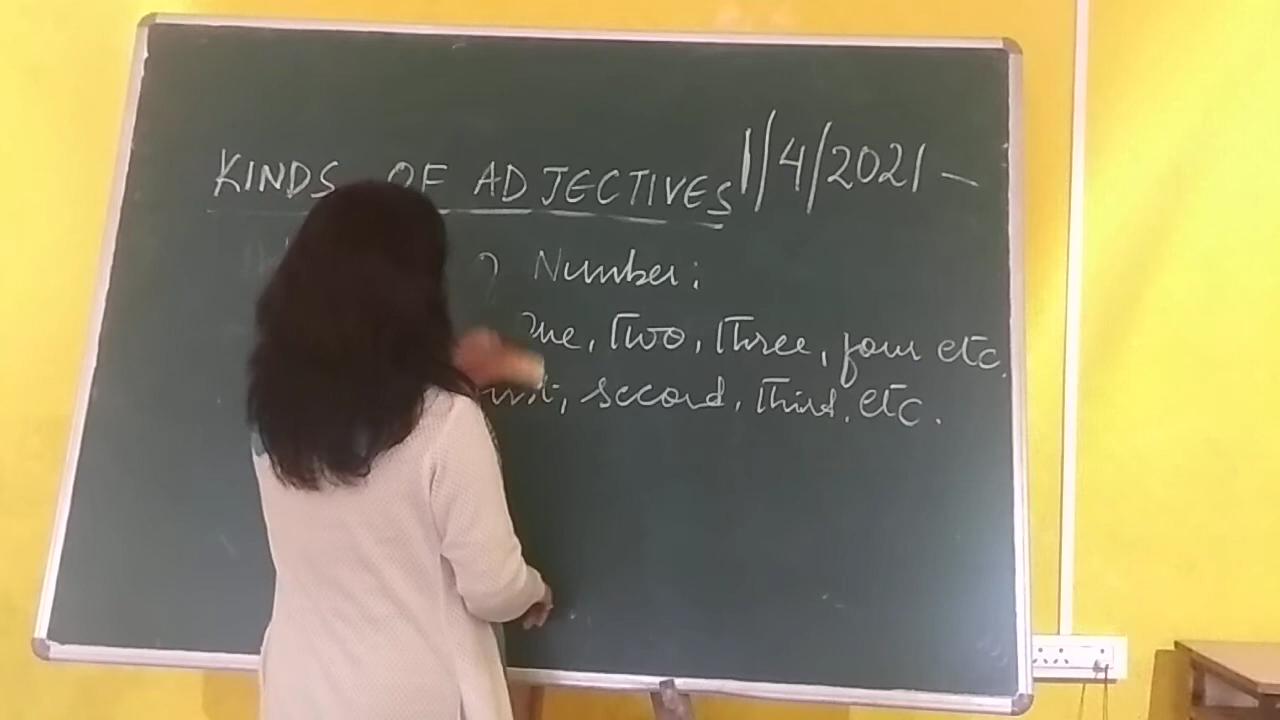 KINDS OF ADJECTIVES 1/4/2021 -
Number:
One, Two, Three, four etc.
second, Third. etc.